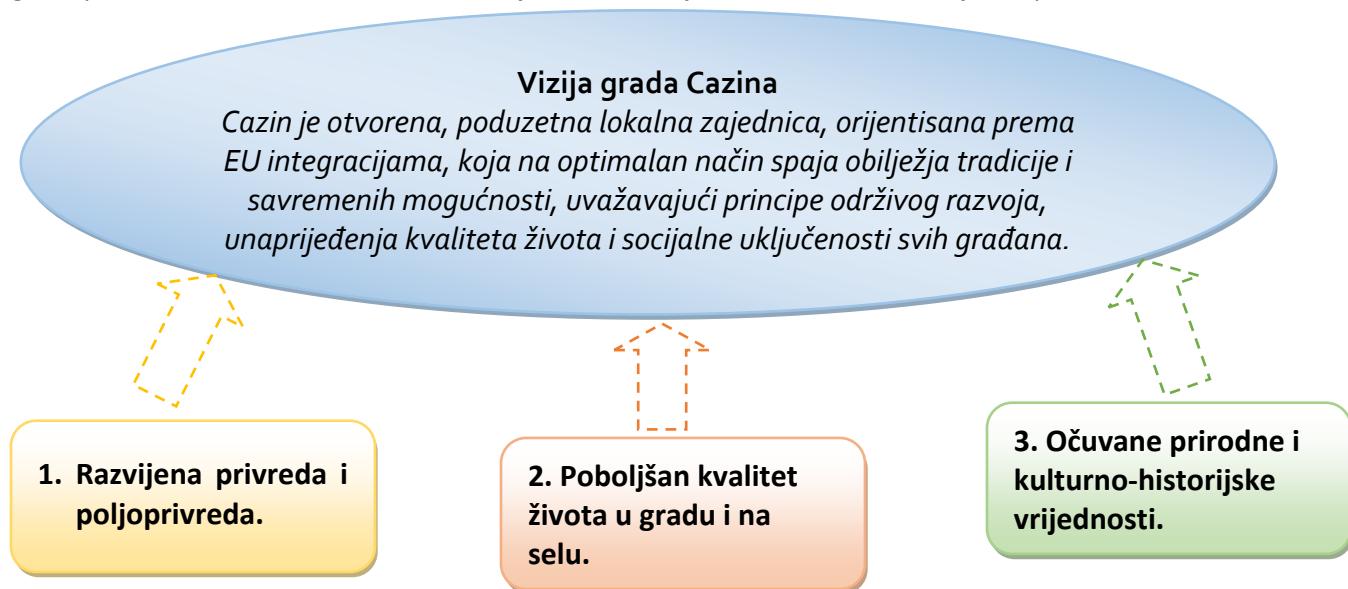 Vizija grada Cazina
Cazin je otvorena, poduzetna lokalna zajednica, orijentisana prema
EU integracijama, koja na optimalan način spaja obilježja tradicije i
savremenih mogućnosti, uvažavajući principe održivog razvoja,
unaprijeđenja kvaliteta života i socijalne uključenosti svih građana.
1. Razvijena privreda i
poljoprivreda.
2. Poboljšan kvalitet
života u gradu i na
selu.
3. Očuvane prirodne i
kulturno-historijske
vrijednosti.